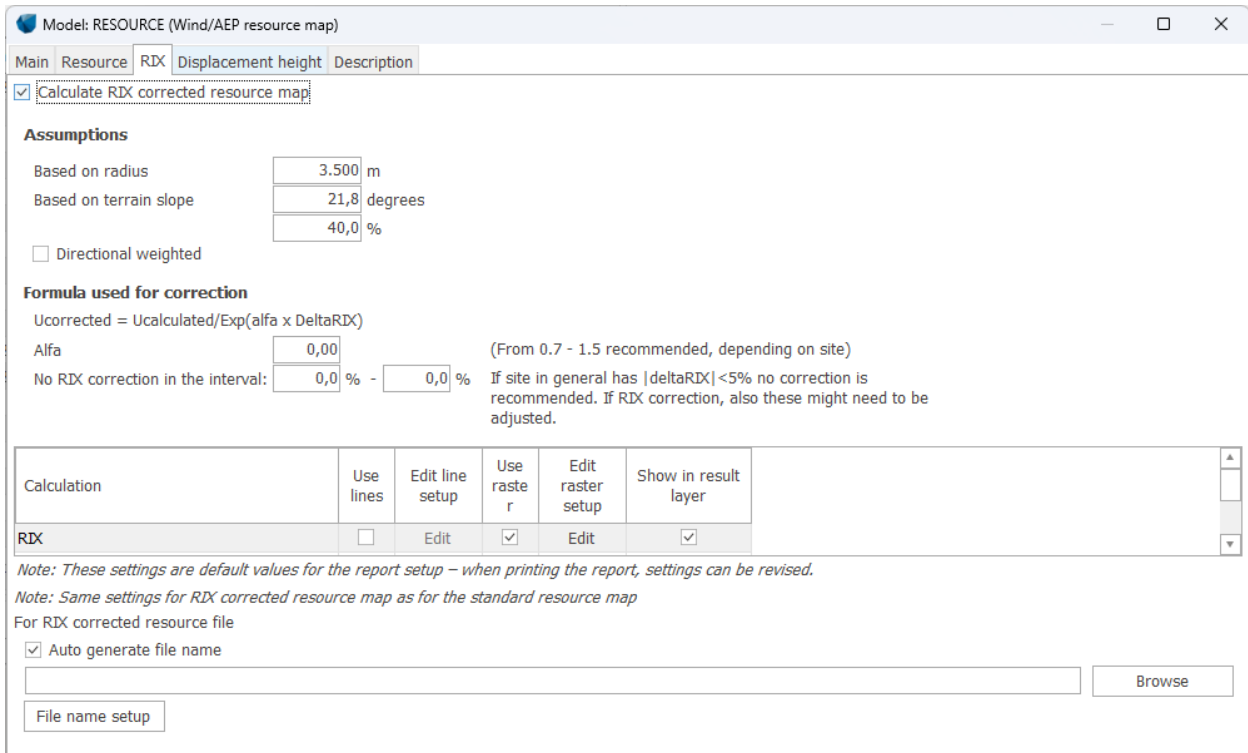 Model: RESOURCE (Wind/AEP resource map)
Main Resource RIX Displacement height Description
Calculate RIX corrected resource map
Assumptions
Based on radius 3.500 m
Based on terrain slope 21,8 degrees
40,0 %
Directional weighted
Formula used for correction
Ucorrected = Ucalculated/Exp(alfa x DeltaRIX)
Alfa 0,00 (From 0.7 - 1.5 recommended, depending on site)
No RIX correction in the interval: 0,0 % - 0,0 % If site in general has |deltaRIX|<5% no correction is
recommended. If RIX correction, also these might need to be
adjusted.
Calculation Use lines Edit line setup Use raste r Edit raster setup Show in result layer
RIX Edit Edit
Note: These settings are default values for the report setup – when printing the report, settings can be revised.
Note: Same settings for RIX corrected resource map as for the standard resource map
For RIX corrected resource file
Auto generate file name
Browse
File name setup